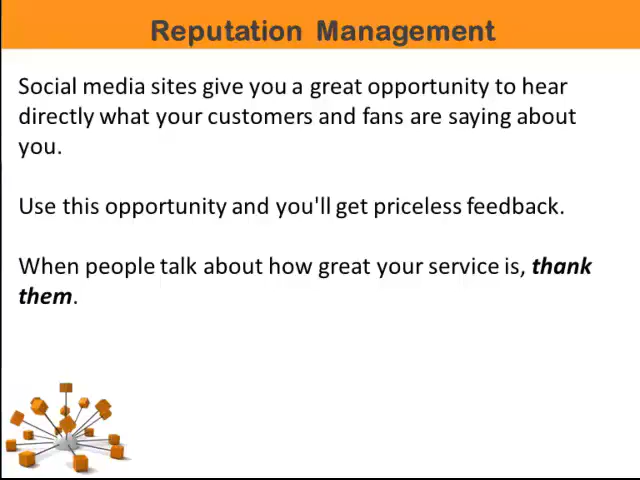 Reputation Management
Social media sites give you a great opportunity to hear
directly what your customers and fans are saying about
you.
Use this opportunity and you'll get priceless feedback.
When people talk about how great your service is, thank
them.